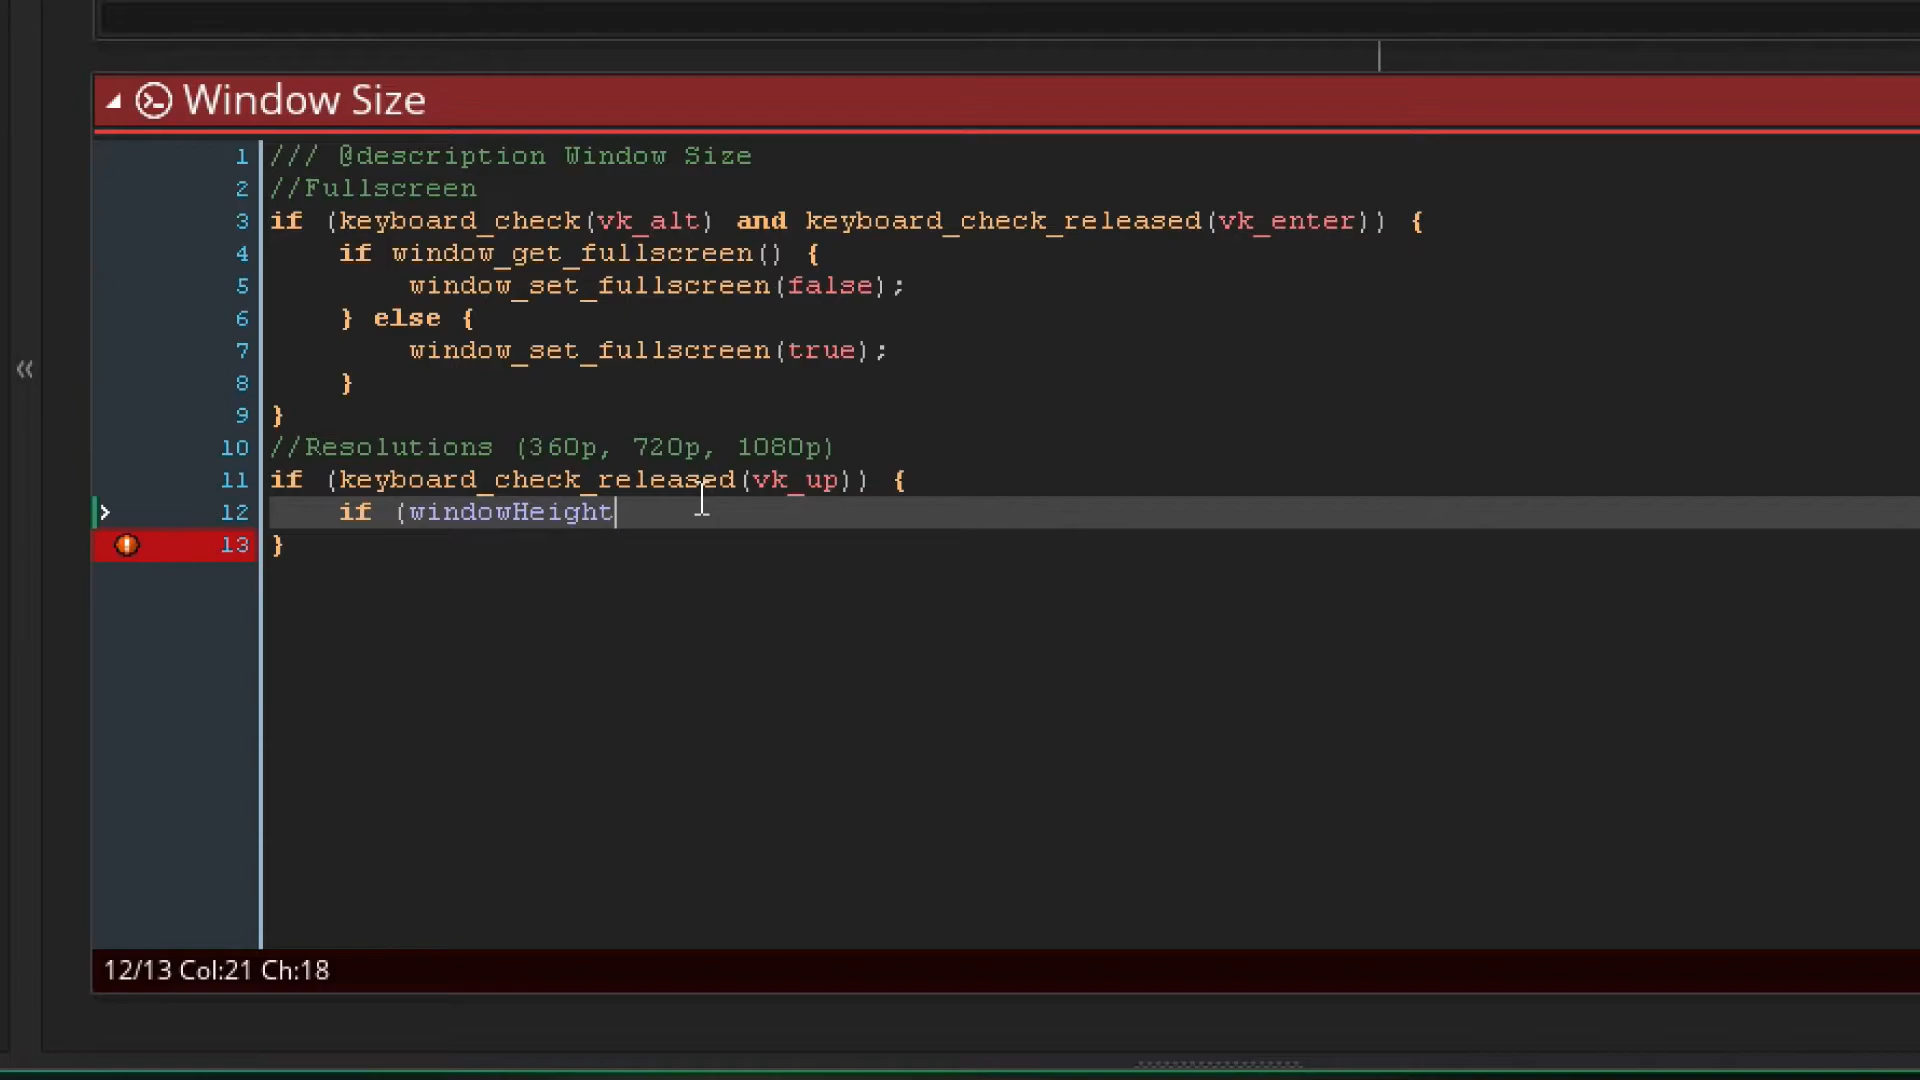 Window Size
1 /// @description Window Size
2 //Fullscreen
3 if (keyboard_check(vk_alt) and keyboard_check_released(vk_enter)) {
4 if window_get_fullscreen() {
5 window_set_fullscreen(false);
6 } else {
7 window_set_fullscreen(true);
8 }
9 }
10 //Resolutions (360p, 720p, 1080p)
11 if (keyboard_check_released(vk_up)) {
12 if (windowHeight
13 }
12/13 Col:21 Ch:18